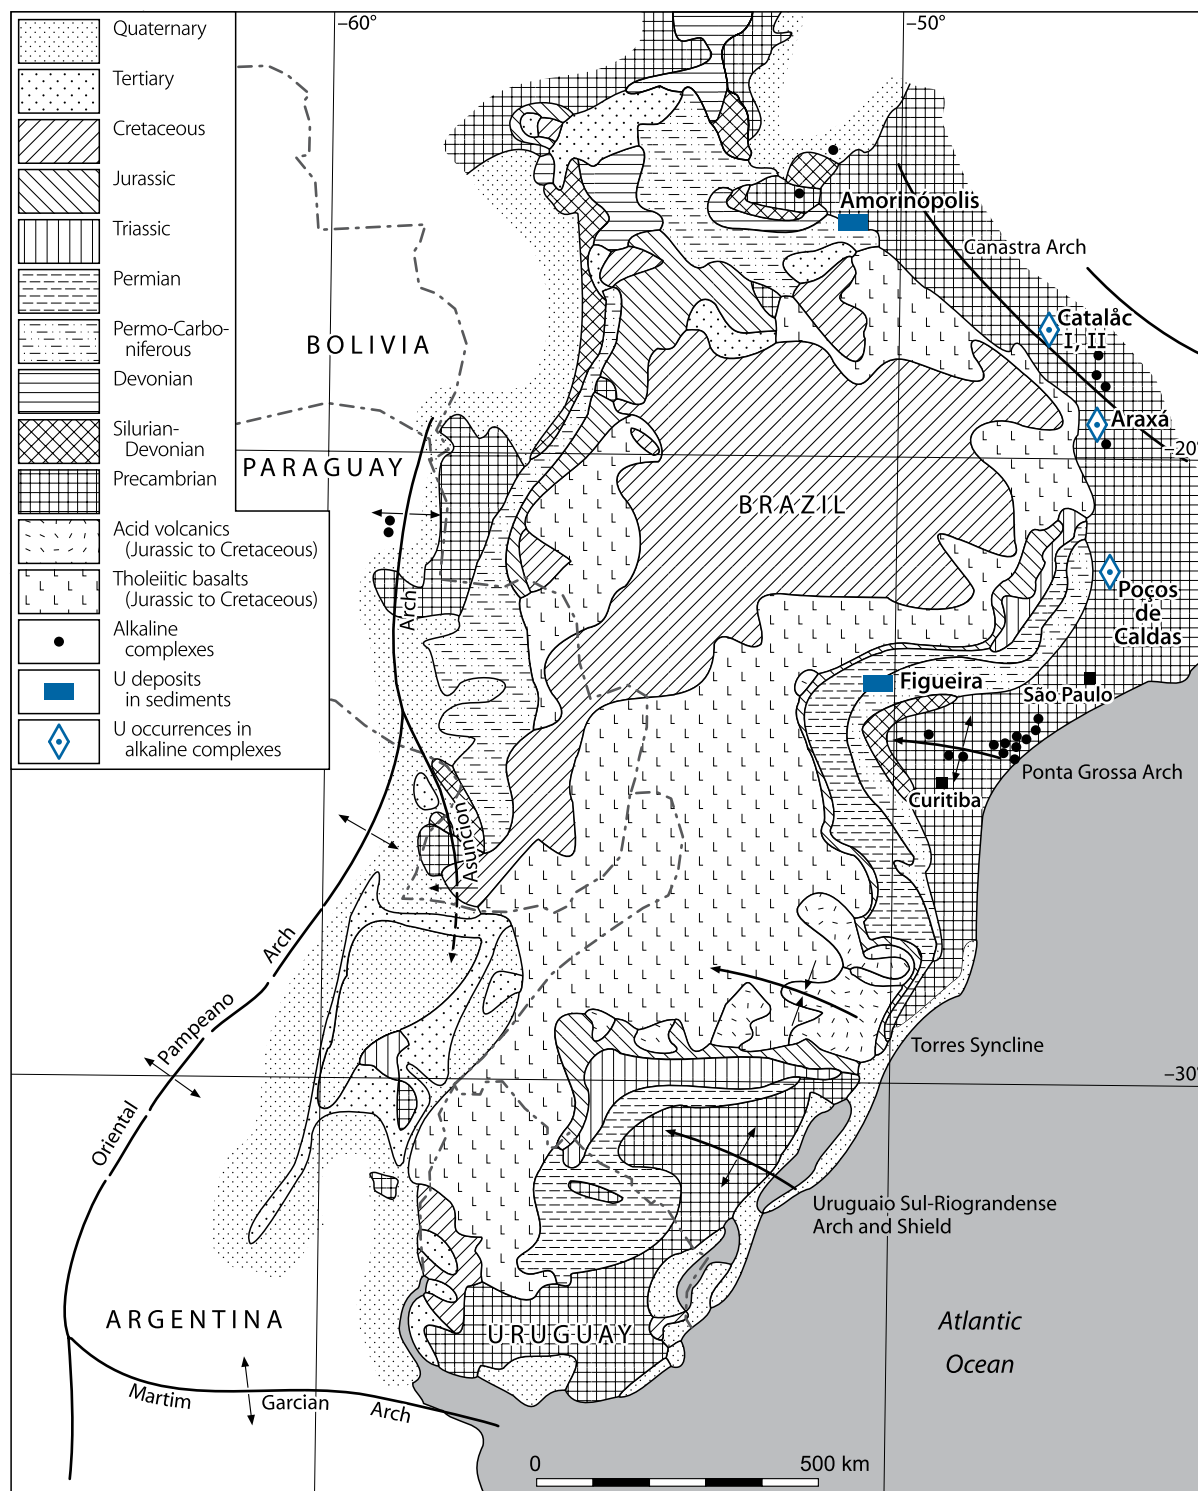 Quaternary
Tertiary
Cretaceous
Jurassic
Triassic
Permian
Permo-Carbo-
niferous
Devonian
Silurian-
Devonian
Precambrian
Acid volcanics
(Jurassic to Cretaceous)
Tholeiitic basalts
(Jurassic to Cretaceous)
Alkaline
complexes
U deposits
in sediments
U occurrences in
alkaline complexes
–60°
–50°
Amorinópolis
Canastra Arch
Catalåc
I, II
BOLIVIA
Araxá
–20°
PARAGUAY
BRAZIL
Arch
Poços
de
Caldas
Figueira
São Paulo
Ponta Grossa Arch
Curitiba
Asuncion
Arch
Pampeano
Oriental
Torres Syncline
–30°
Uruguaio Sul-Riograndense
Arch and Shield
ARGENTINA
URUGUAY
Atlantic
Ocean
Martim
Garcian
Arch
0
500 km